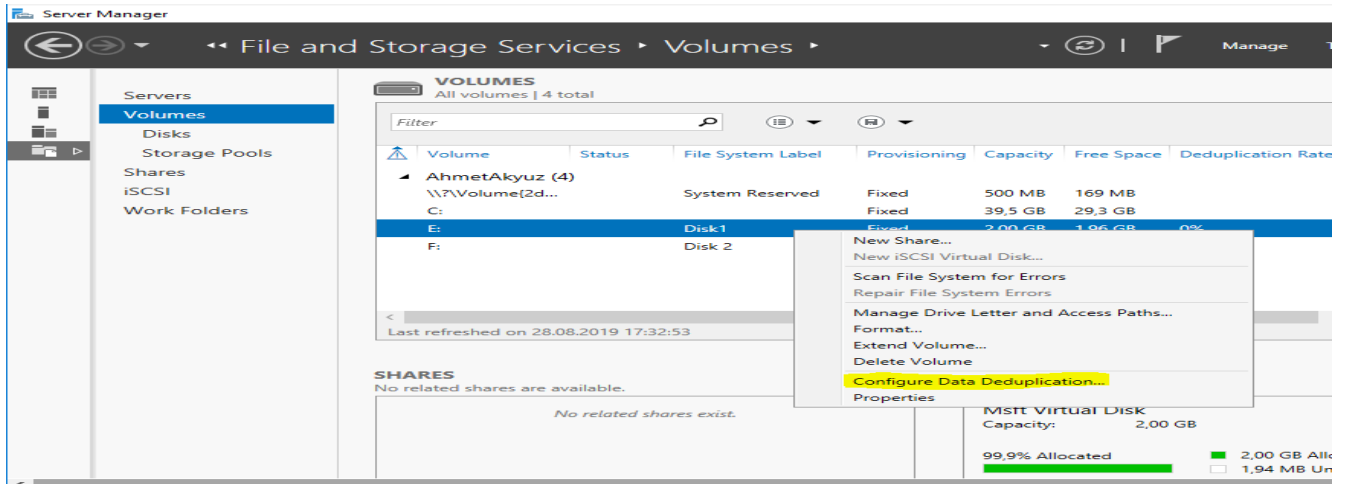 Server Manager
File and Storage Services ‣ Volumes ‣
Manage
Servers
Volumes
Disks
Storage Pools
Shares
iSCSI
Work Folders
VOLUMES
All volumes | 4 total
Filter
Volume Status File System Label Provisioning Capacity Free Space Deduplication Rate
AhmetAkyuz (4)
\\?\Volume{2d... System Reserved Fixed 500 MB 169 MB
C: Fixed 39,5 GB 29,3 GB
E: Disk1 Fixed 2,00 GB 1,96 GB 0%
F: Disk 2
New Share...
New iSCSI Virtual Disk...
Scan File System for Errors
Repair File System Errors
Manage Drive Letter and Access Paths...
Format...
Extend Volume...
Delete Volume
Configure Data Deduplication...
Properties
Last refreshed on 28.08.2019 17:32:53
SHARES
No related shares are available.
No related shares exist.
Msft Virtual Disk
Capacity: 2,00 GB
99,9% Allocated
2,00 GB
1,94 MB